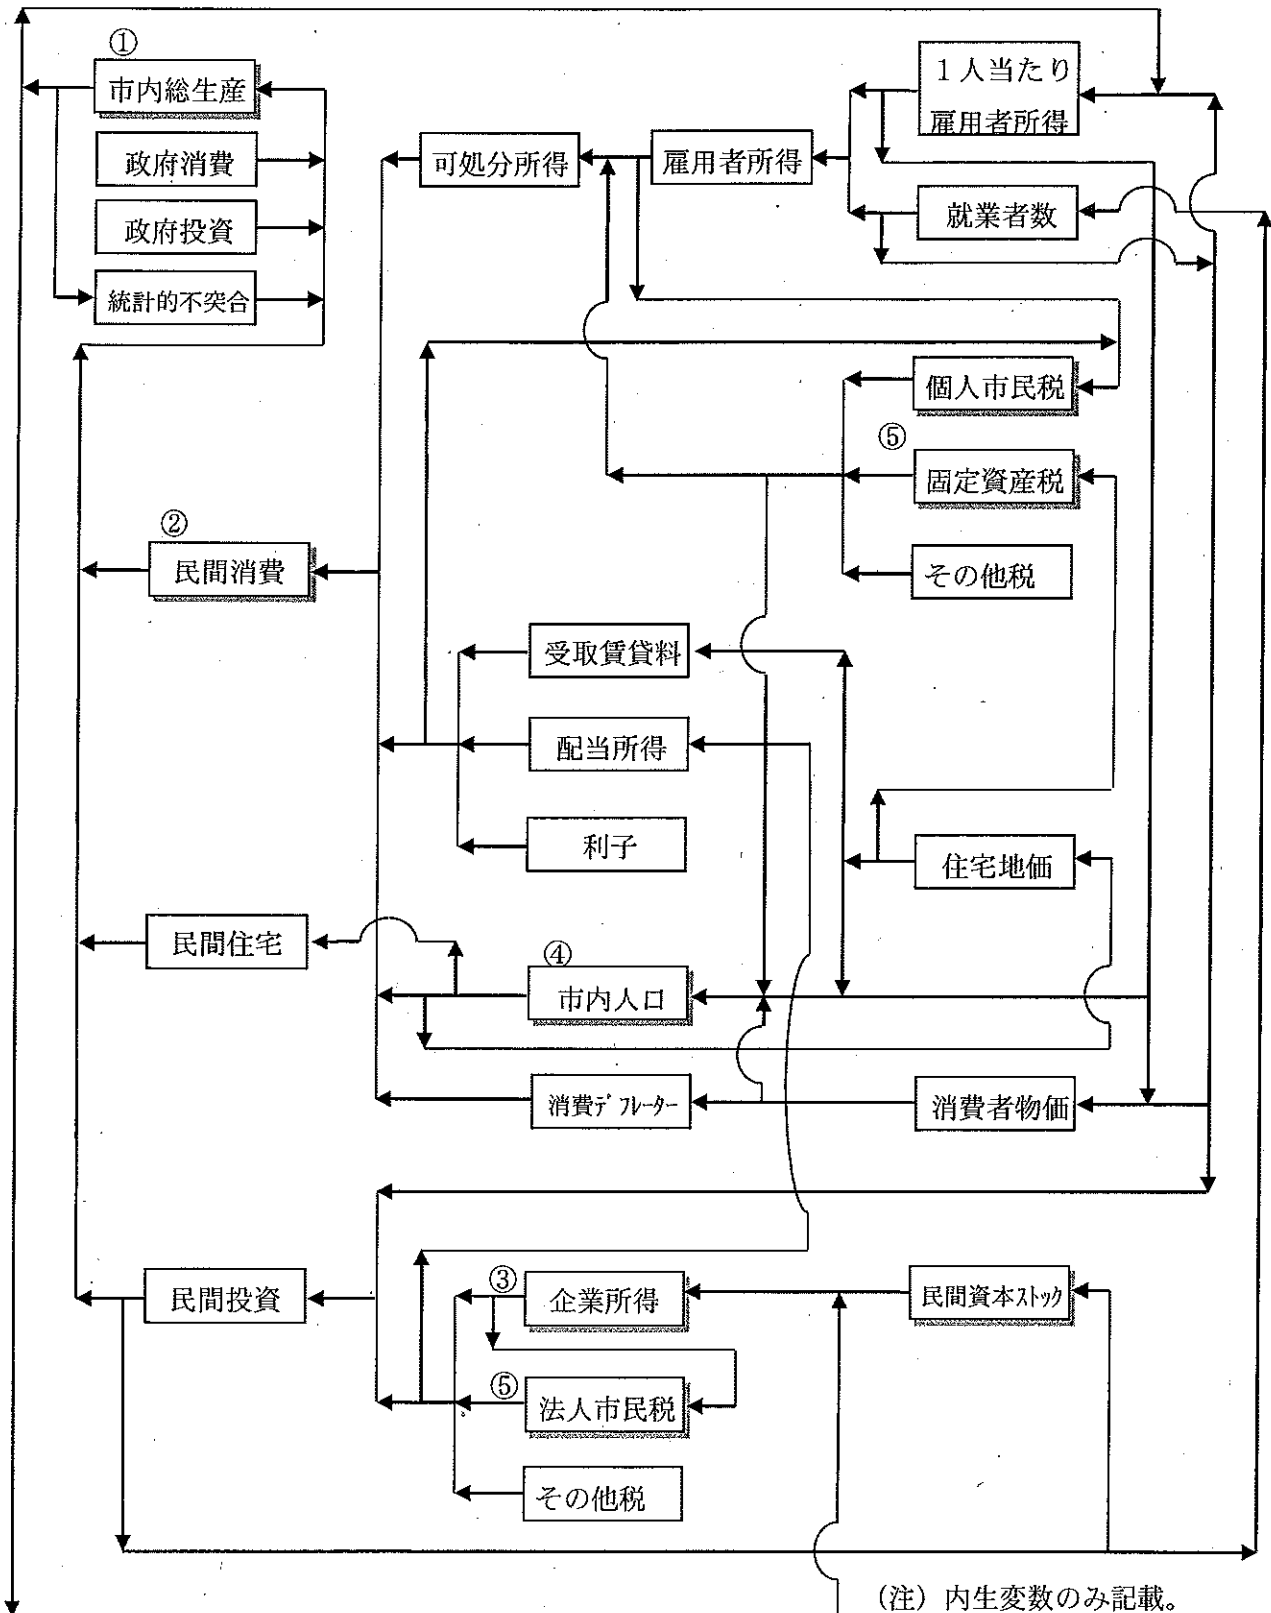 ①
市内総生産
政府消費
政府投資
統計的不突合
可処分所得
雇用者所得
1人当たり
雇用者所得
就業者数
個人市民税
⑤
固定資産税
その他税
②
民間消費
受取賃貸料
配当所得
利子
住宅地価
民間住宅
④
市内人口
消費デフレーター
消費者物価
民間投資
③
企業所得
民間資本ストック
⑤
法人市民税
その他税
(注)内生変数のみ記載。